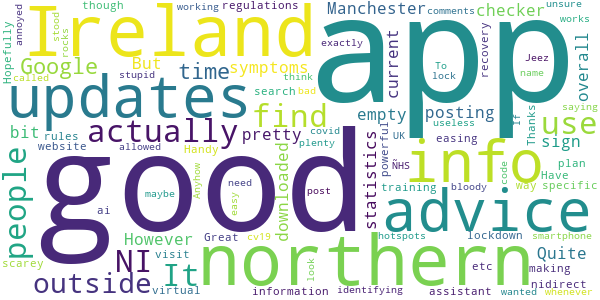 though
working regulations
Manchester
comments
unsure
works
Hopefully
annoyed
stood
rocks
Ireland
app
checker
current
exactly
recovery
overall
Google
But
time
symptoms
called
stupid
search
bad
think
To
lock
Jeez
name
updates
find
empty
posting
use
If
Thanks
saying
bit
rules
actually
pretty
covid
plenty
UK
easing
useless
sign
website
allowed
Handy
statistics
powerful
NHS
info
plan
Have
people
good
downloaded
training
bloody
code
way
specific
ai
maybe
Anyhow
easy
need
post
advice
However
Great
cv19
hotspots
lockdown
smartphone
NI
It
northern
Quite
scarey
visit
look
etc
making
outside
virtual
information
identifying
assistant
wanted
nidirect
whenever